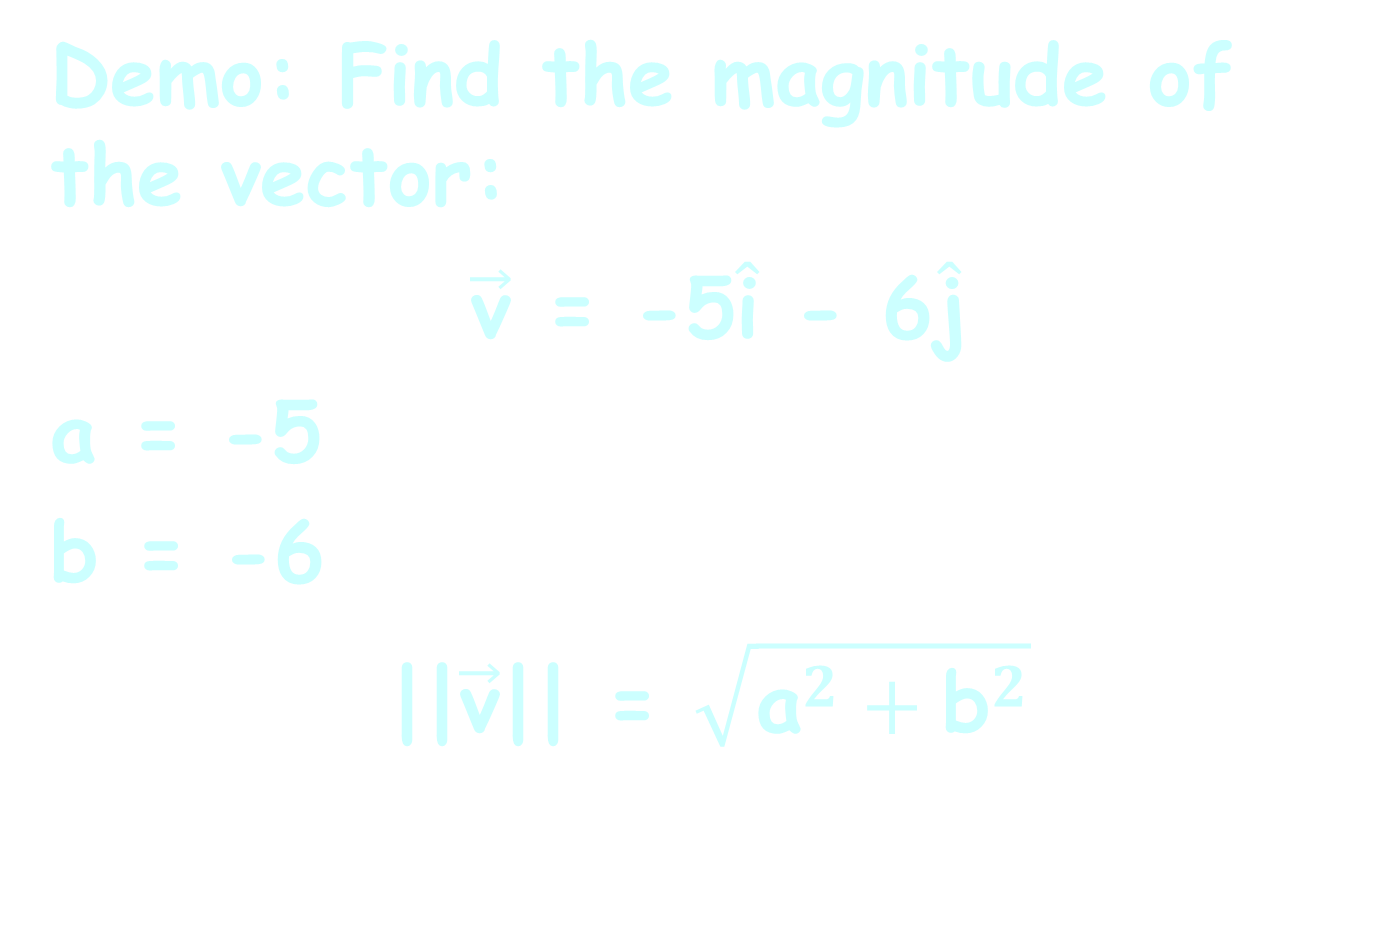 Demo: Find the magnitude of
the vector:
v⃗ = -5î - 6ĵ
a = -5
b = -6
||v⃗|| = √(a² + b²)